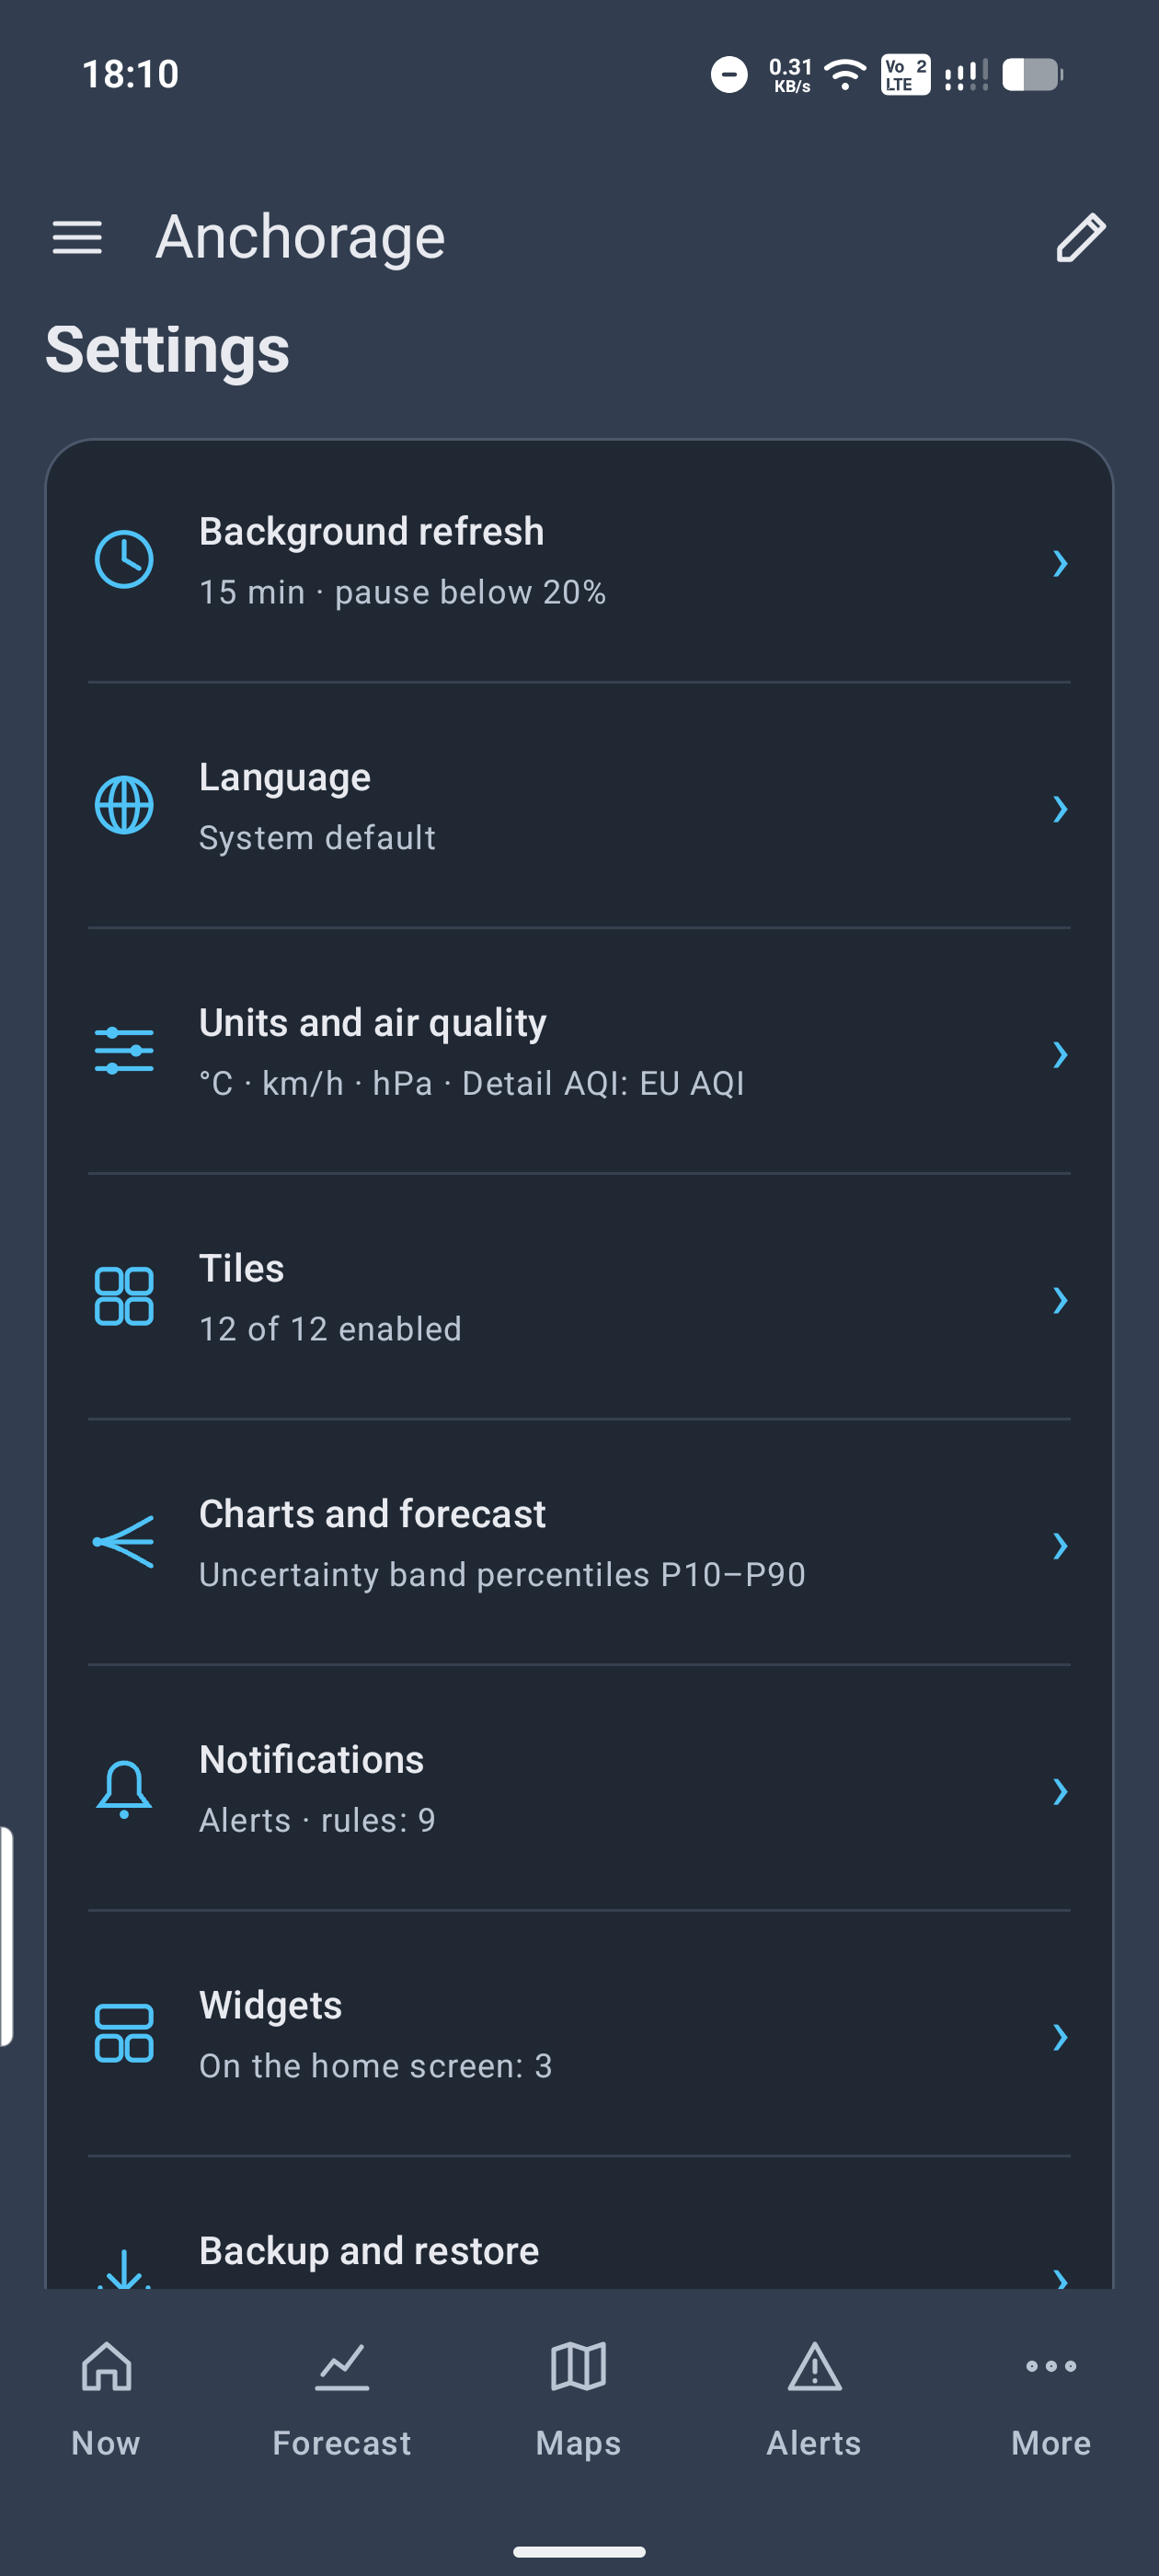 18:10
0.31
KB/s
Vo 2
LTE
Anchorage
Settings
Background refresh
15 min · pause below 20%
Language
System default
Units and air quality
°C · km/h · hPa · Detail AQI: EU AQI
Tiles
12 of 12 enabled
Charts and forecast
Uncertainty band percentiles P10–P90
Notifications
Alerts · rules: 9
Widgets
On the home screen: 3
Backup and restore
Now
Forecast
Maps
Alerts
More